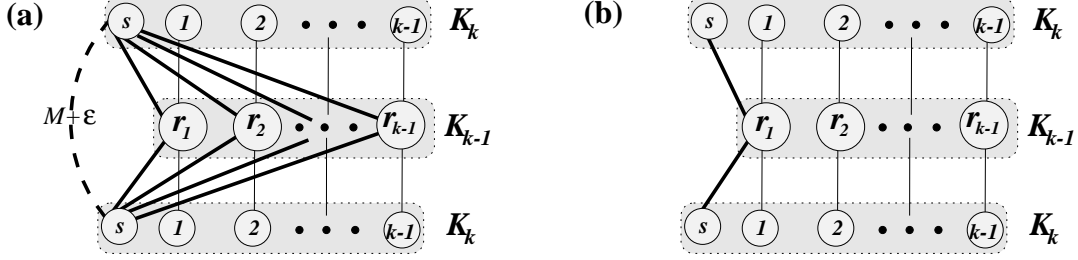 (a) s 1 2 • • • k-1 K_k
M+ε r_1 r_2 • • • r_{k-1} K_{k-1}
s 1 2 • • • k-1 K_k
(b) s 1 2 • • • k-1 K_k
r_1 r_2 • • • r_{k-1} K_{k-1}
s 1 2 • • • k-1 K_k